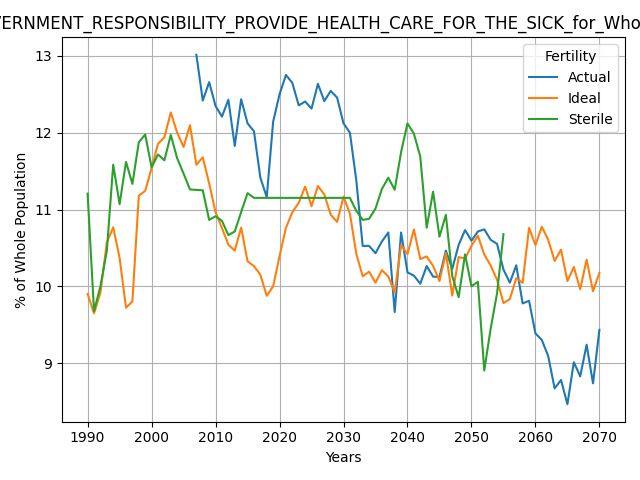 VERNMENT_RESPONSIBILITY_PROVIDE_HEALTH_CARE_FOR_THE_SICK_for_Who
Fertility
Actual
Ideal
Sterile
% of Whole Population
13
12
11
10
9
1990 2000 2010 2020 2030 2040 2050 2060 2070
Years